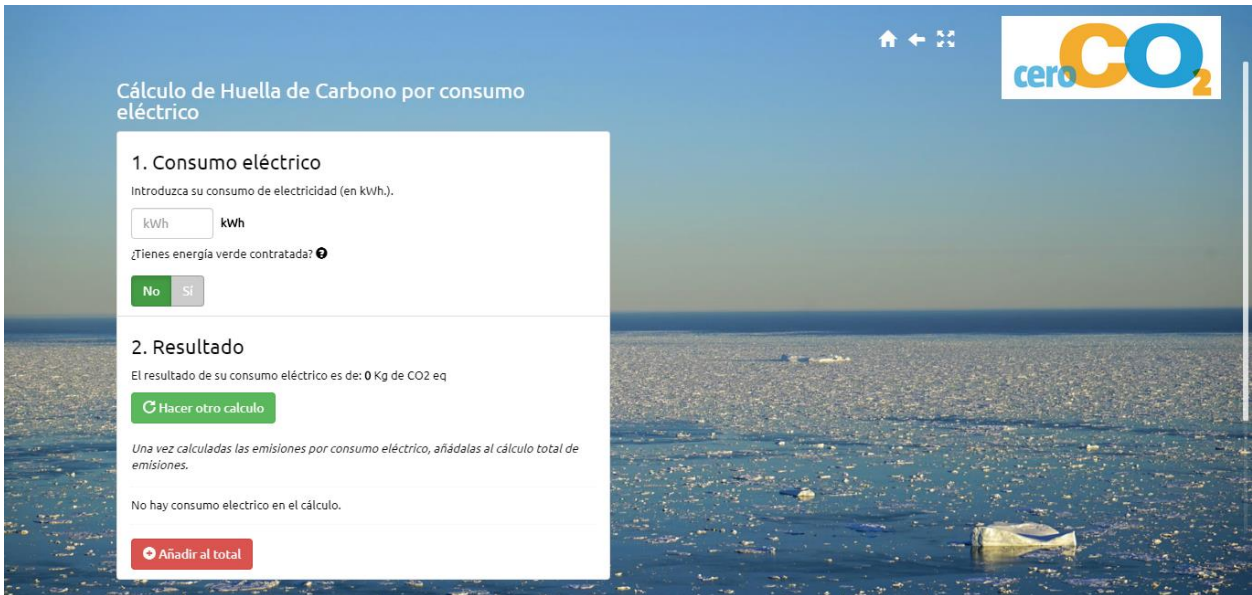 ceroCO2
Cálculo de Huella de Carbono por consumo
eléctrico
1. Consumo eléctrico
Introduzca su consumo de electricidad (en kWh.).
kWh kWh
¿Tienes energía verde contratada? ?
No Sí
2. Resultado
El resultado de su consumo eléctrico es de: 0 Kg de CO2 eq
Hacer otro calculo
Una vez calculadas las emisiones por consumo eléctrico, añádalas al cálculo total de
emisiones.
No hay consumo electrico en el cálculo.
Añadir al total